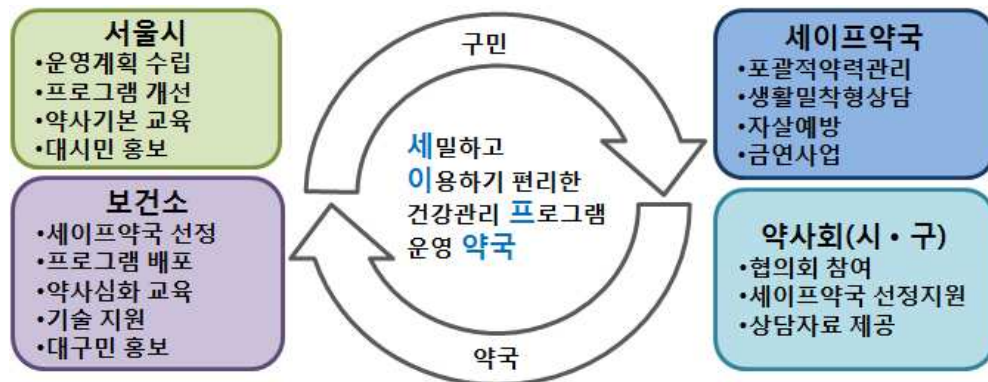 서울시
•운영계획 수립
•프로그램 개선
•약사기본 교육
•대시민 홍보
보건소
•세이프약국 선정
•프로그램 배포
•약사심화 교육
•기술 지원
•대구민 홍보
구민
세밀하고
이용하기 편리한
건강관리 프로그램
운영 약국
약국
세이프약국
•포괄적약력관리
•생활밀착형상담
•자살예방
•금연사업
약사회(시・구)
•협의회 참여
•세이프약국 선정지원
•상담자료 제공